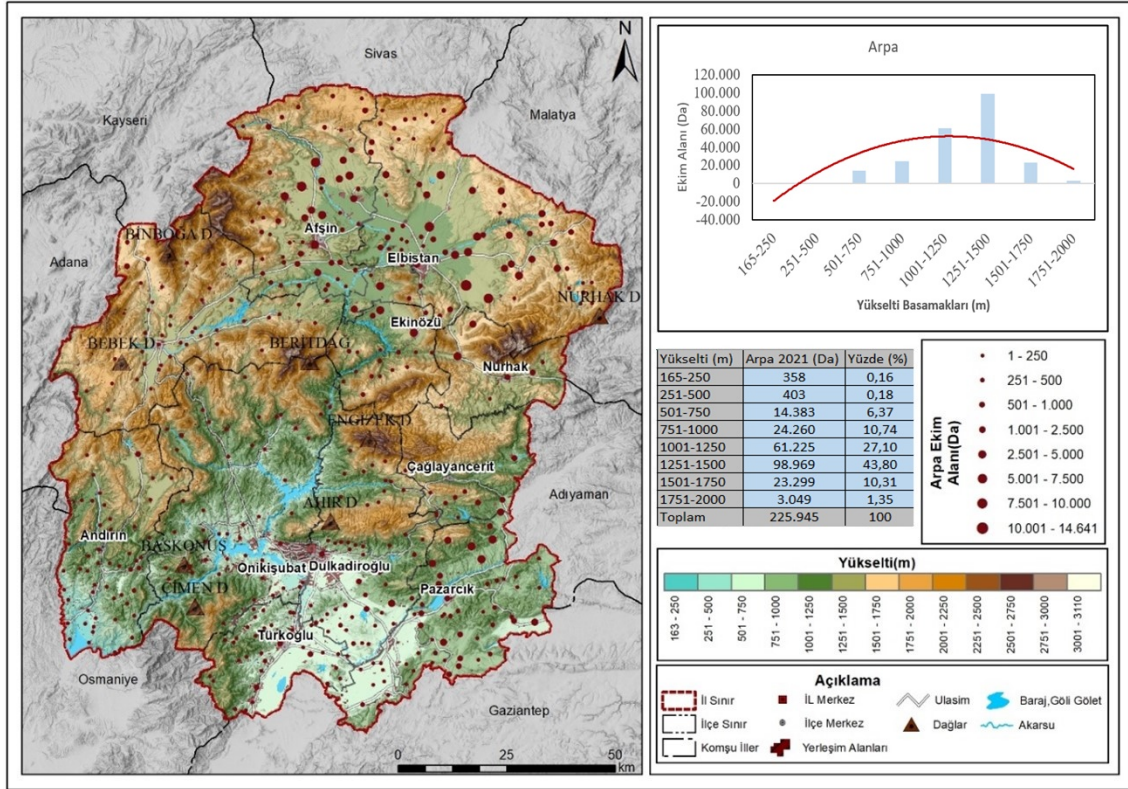 N
Sivas
Malatya
Kayseri
Adana
BİNBOĞA D
Afşin
Elbistan
NURHAK D
Ekinözü
BEBEK D
BERİTDAĞ
Nurhak
ENGİZEK D
Çağlayancerit
Adıyaman
AHIR D
Andırın
BAŞKONUŞ
Onikişubat
Dulkadiroğlu
ÇİMEN D
Pazarcık
Türkoğlu
Osmaniye
Gaziantep
0 25 50
km
Arpa
Ekim Alanı (Da)
120.000
100.000
80.000
60.000
40.000
20.000
0
-20.000
-40.000
165-250
251-500
501-750
751-1000
1001-1250
1251-1500
1501-1750
1751-2000
Yükselti Basamakları (m)
Yükselti (m) Arpa 2021 (Da) Yüzde (%)
165-250 358 0,16
251-500 403 0,18
501-750 14.383 6,37
751-1000 24.260 10,74
1001-1250 61.225 27,10
1251-1500 98.969 43,80
1501-1750 23.299 10,31
1751-2000 3.049 1,35
Toplam 225.945 100
Arpa Ekim
Alanı(Da)
1 - 250
251 - 500
501 - 1.000
1.001 - 2.500
2.501 - 5.000
5.001 - 7.500
7.501 - 10.000
10.001 - 14.641
Yükselti(m)
163 - 250
251 - 500
501 - 750
751 - 1000
1001 - 1250
1251 - 1500
1501 - 1750
1751 - 2000
2001 - 2250
2251 - 2500
2501 - 2750
2751 - 3000
3001 - 3110
Açıklama
İl Sınır
İL Merkez
Ulasim
Baraj,Göli Gölet
İlçe Sınır
İlçe Merkez
Dağlar
Akarsu
Komşu İller
Yerleşim Alanları